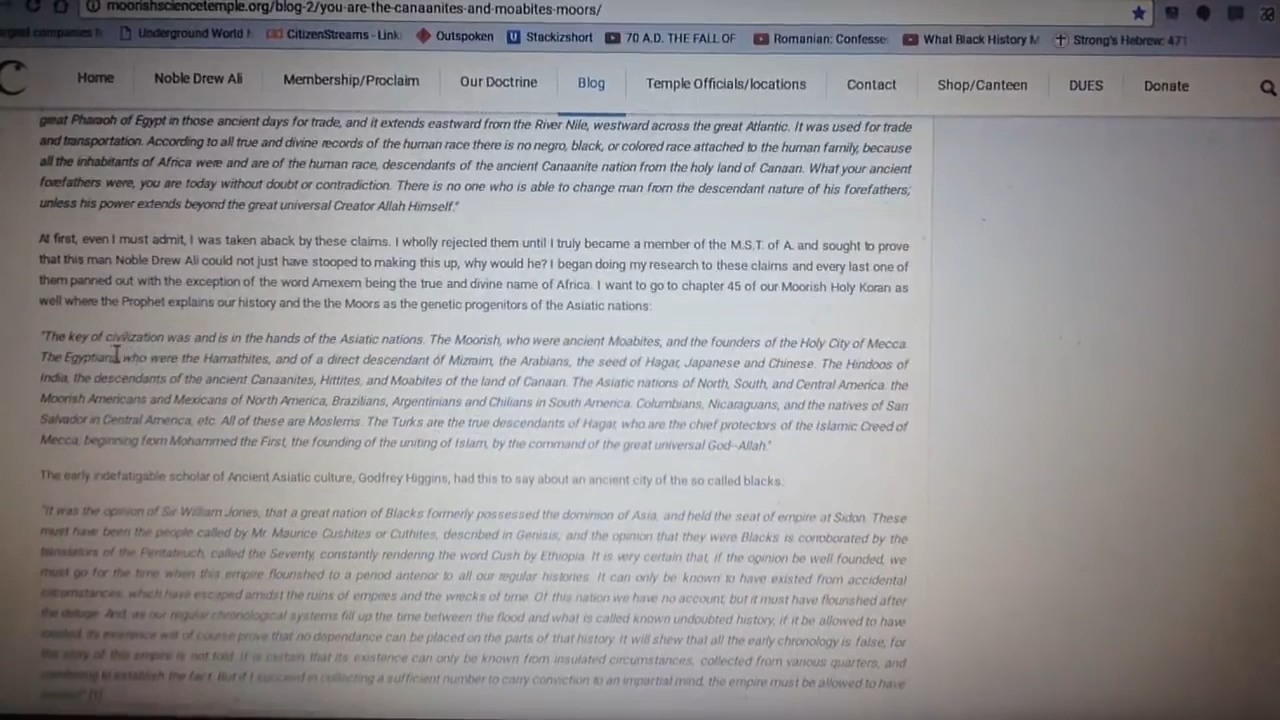 moorishsciencetemple.org/blog-2/you-are-the-canaanites-and-moabites-moors/
Underground World CitizenStreams - Link Outspoken Stackizshort 70 A.D. THE FALL OF Romanian: Confesse What Black History M Strong's Hebrew: 471
Home Noble Drew Ali Membership/Proclaim Our Doctrine Blog Temple Officials/locations Contact Shop/Canteen DUES Donate
great Pharaoh of Egypt in those ancient days for trade, and it extends eastward from the River Nile, westward across the great Atlantic. It was used for trade
and transportation. According to all true and divine records of the human race there is no negro, black, or colored race attached to the human family, because
all the inhabitants of Africa were and are of the human race, descendants of the ancient Canaanite nation from the holy land of Canaan. What your ancient
forefathers were, you are today without doubt or contradiction. There is no one who is able to change man from the descendant nature of his forefathers;
unless his power extends beyond the great universal Creator Allah Himself."
At first, even I must admit, I was taken aback by these claims. I wholly rejected them until I truly became a member of the M.S.T. of A. and sought to prove
that this man Noble Drew Ali could not just have stooped to making this up, why would he? I began doing my research to these claims and every last one of
them panned out with the exception of the word Amexem being the true and divine name of Africa. I want to go to chapter 45 of our Moorish Holy Koran as
well where the Prophet explains our history and the the Moors as the genetic progenitors of the Asiatic nations:
"The key of civilization was and is in the hands of the Asiatic nations. The Moorish, who were ancient Moabites, and the founders of the Holy City of Mecca.
The Egyptians who were the Hamathites, and of a direct descendant of Mizraim, the Arabians, the seed of Hagar, Japanese and Chinese. The Hindoos of
India, the descendants of the ancient Canaanites, Hittites, and Moabites of the land of Canaan. The Asiatic nations of North, South, and Central America: the
Moorish Americans and Mexicans of North America, Brazilians, Argentinians and Chilians in South America. Columbians, Nicaraguans, and the natives of San
Salvador in Central America, etc. All of these are Moslems. The Turks are the true descendants of Hagar, who are the chief protectors of the Islamic Creed of
Mecca; beginning from Mohammed the First, the founding of the uniting of Islam, by the command of the great universal God--Allah."
The early indefatigable scholar of Ancient Asiatic culture, Godfrey Higgins, had this to say about an ancient city of the so called blacks:
"It was the opinion of Sir William Jones, that a great nation of Blacks formerly possessed the dominion of Asia, and held the seat of empire at Sidon. These
must have been the people called by Mr. Maurice Cushites or Cuthites, described in Genisis; and the opinion that they were Blacks is corroborated by the
translators of the Pentateuch, called the Seventy, constantly rendering the word Cush by Ethiopia. It is very certain that, if the opinion be well founded, we
must go for the time when this empire flourished to a period anterior to all our regular histories. It can only be known to have existed from accidental
circumstances, which have escaped amidst the ruins of empires and the wrecks of time. Of this nation we have no account; but it must have flourished after
the deluge. And, as our regular chronological systems fill up the time between the flood and what is called known undoubted history, if it be allowed to have
existed, its existence will of course prove that no dependance can be placed on the parts of that history. It will shew that all the early chronology is false; for
the story of this empire is not told. It is certain that its existence can only be known from insulated circumstances, collected from various quarters, and
combining to establish the fact. But if I succeed in collecting a sufficient number to carry conviction to an impartial mind, the empire must be allowed to have
[1]